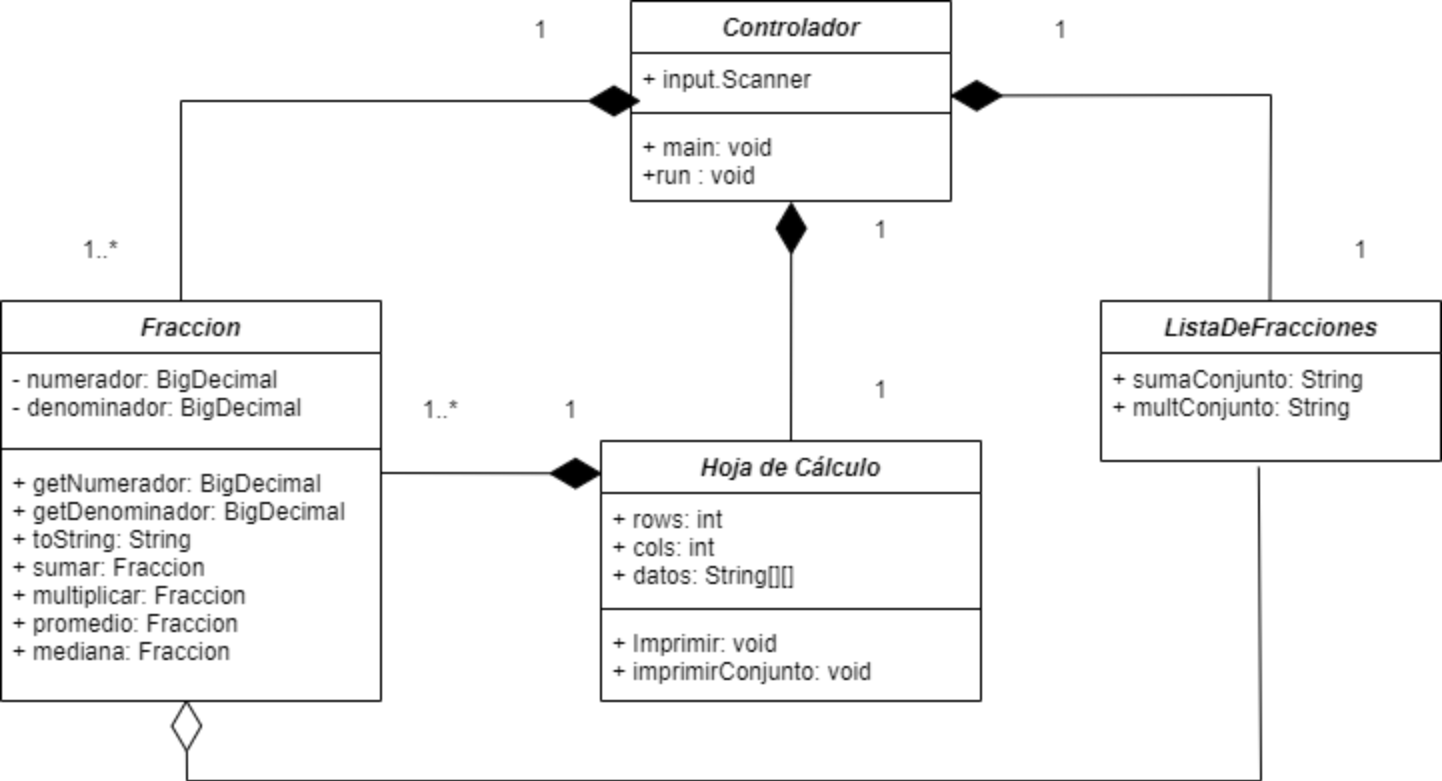 1
Controlador
1
+ input.Scanner
+ main: void
+run : void
1..*
1
1
Fraccion
ListaDeFracciones
- numerador: BigDecimal
- denominador: BigDecimal
+ sumaConjunto: String
+ multConjunto: String
1..*
1
1
+ getNumerador: BigDecimal
+ getDenominador: BigDecimal
+ toString: String
+ sumar: Fraccion
+ multiplicar: Fraccion
+ promedio: Fraccion
+ mediana: Fraccion
Hoja de Cálculo
+ rows: int
+ cols: int
+ datos: String[][]
+ Imprimir: void
+ imprimirConjunto: void